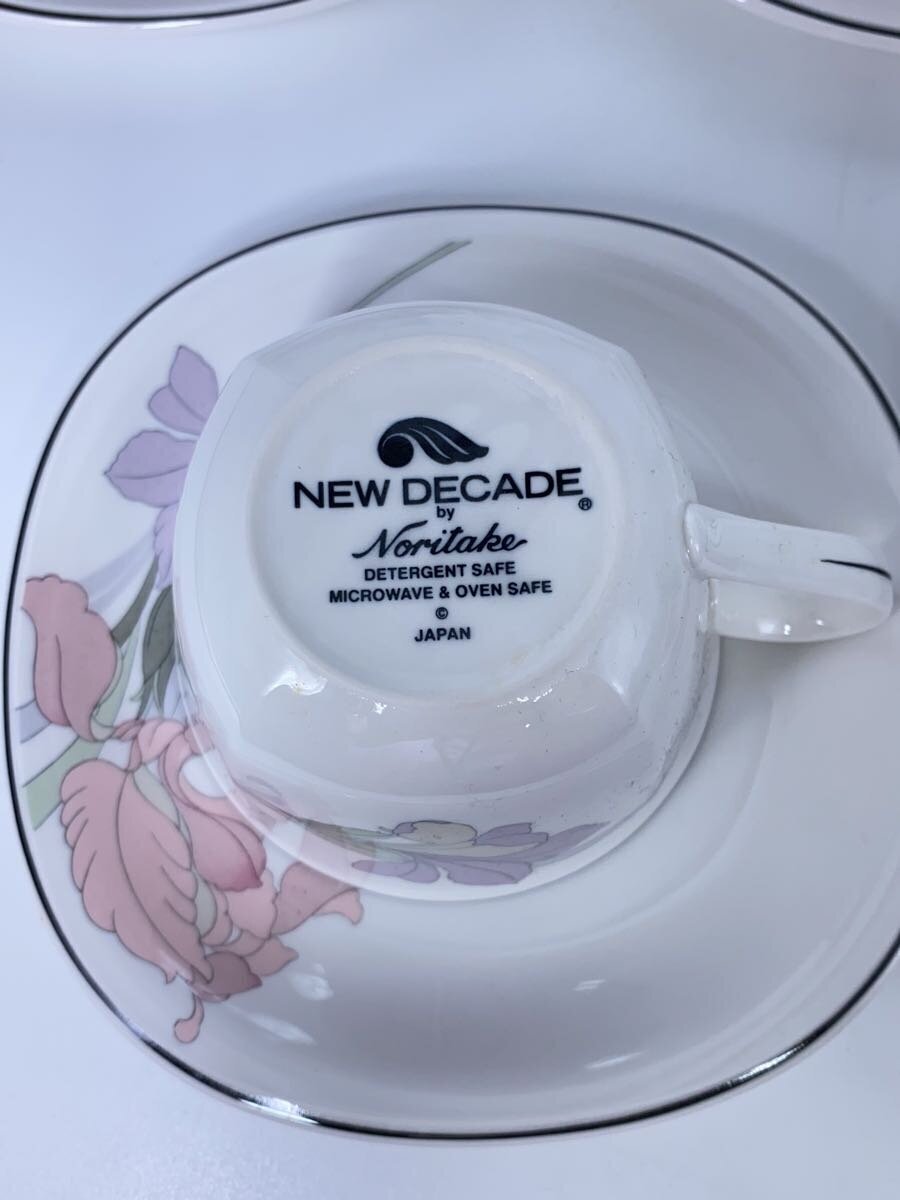 NEW DECADE ®
by
Noritake
DETERGENT SAFE
MICROWAVE & OVEN SAFE
©
JAPAN